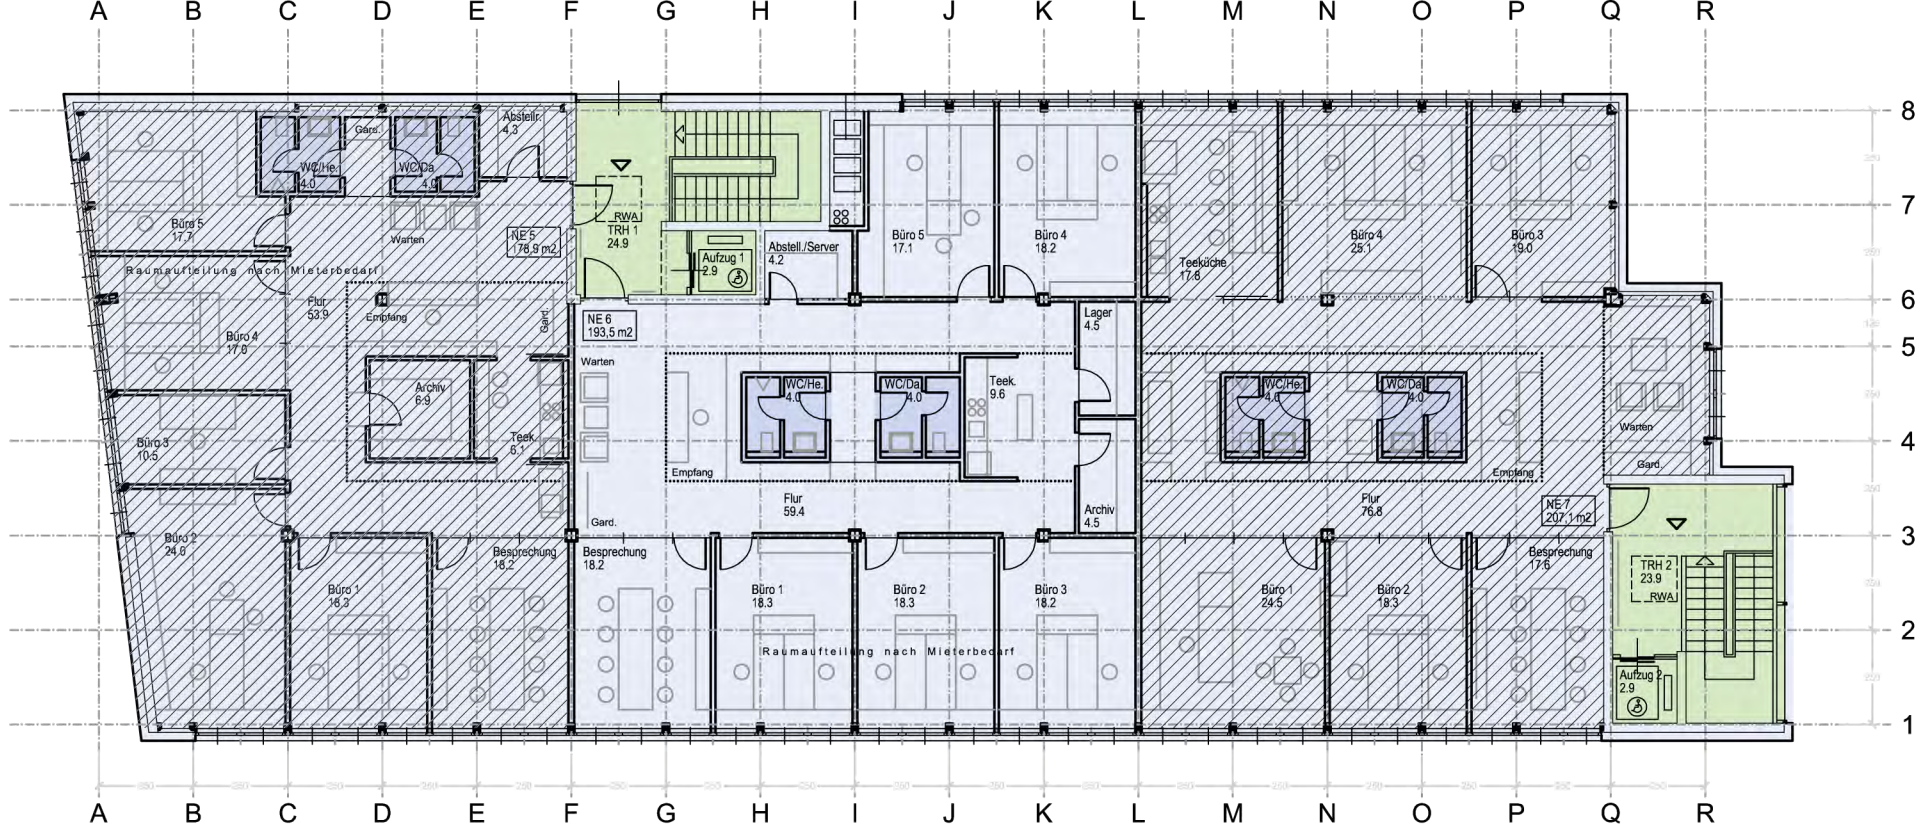 A B C D E F G H I J K L M N O P Q R
8
7
6
5
4
3
2
1
Abstellr.
4.3
Gard.
WC/He.
4.0
WC/Da
4.0
Büro 5
17.7
Warten
NE 5
178,9 m2
Raumaufteilung nach Mieterbedarf
Flur
53.9
Empfang
Gard.
Büro 4
17.0
Archiv
6.9
Teek.
5.1
Büro 3
10.5
Büro 2
24.0
Büro 1
18.3
Besprechung
18.2
RWA
TRH 1
24.9
Aufzug 1
2.9
Abstell./Server
4.2
Büro 5
17.1
Büro 4
18.2
NE 6
193,5 m2
Warten
Lager
4.5
WC/He.
4.0
WC/Da
4.0
Teek.
9.6
Empfang
Flur
59.4
Gard.
Archiv
4.5
Besprechung
18.2
Büro 1
18.3
Büro 2
18.3
Büro 3
18.2
Raumaufteilung nach Mieterbedarf
Teeküche
17.8
Büro 4
25.1
Büro 3
19.0
WC/He.
4.0
WC/Da
4.0
Warten
Gard.
Empfang
Flur
76.8
NE 7
207,1 m2
Büro 1
24.5
Büro 2
18.3
Besprechung
17.6
TRH 2
23.9
RWA
Aufzug 2
2.9
A B C D E F G H I J K L M N O P Q R